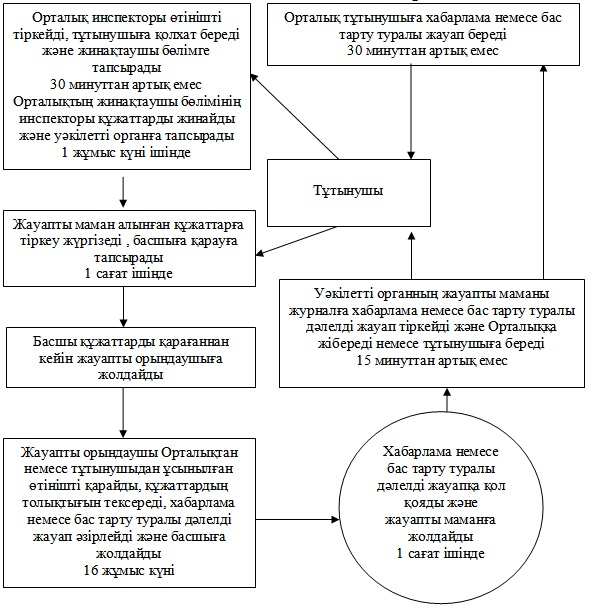 Орталық инспекторы өтінішті
тіркейді, тұтынушыға қолхат береді
және жинақтаушы бөлімге
тапсырады
30 минуттан артық емес
Орталықтың жинақтаушы бөлімінің
инспекторы құжаттарды жинайды
және уәкілетті органға тапсырады
1 жұмыс күні ішінде
Орталық тұтынушыға хабарлама немесе бас
тарту туралы жауап береді
30 минуттан артық емес
Тұтынушы
Жауапты маман алынған құжаттарға
тіркеу жүргізеді , басшыға қарауға
тапсырады
1 сағат ішінде
Уәкілетті органның жауапты маманы
журналға хабарлама немесе бас тарту туралы
дәлелді жауап тіркейді және Орталыққа
жібереді немесе тұтынушыға береді
15 минуттан артық емес
Басшы құжаттарды қарағаннан
кейін жауапты орындаушыға
жолдайды
Жауапты орындаушы Орталықтан
немесе тұтынушыдан ұсынылған
өтінішті қарайды, құжаттардың
толықтығын тексереді, хабарлама
немесе бас тарту туралы дәлелді
жауап әзірлейді және басшыға
жолдайды
16 жұмыс күні
Хабарлама немесе
бас тарту туралы
дәлелді жауапқа қол
қояды және
жауапты маманға
жолдайды
1 сағат ішінде